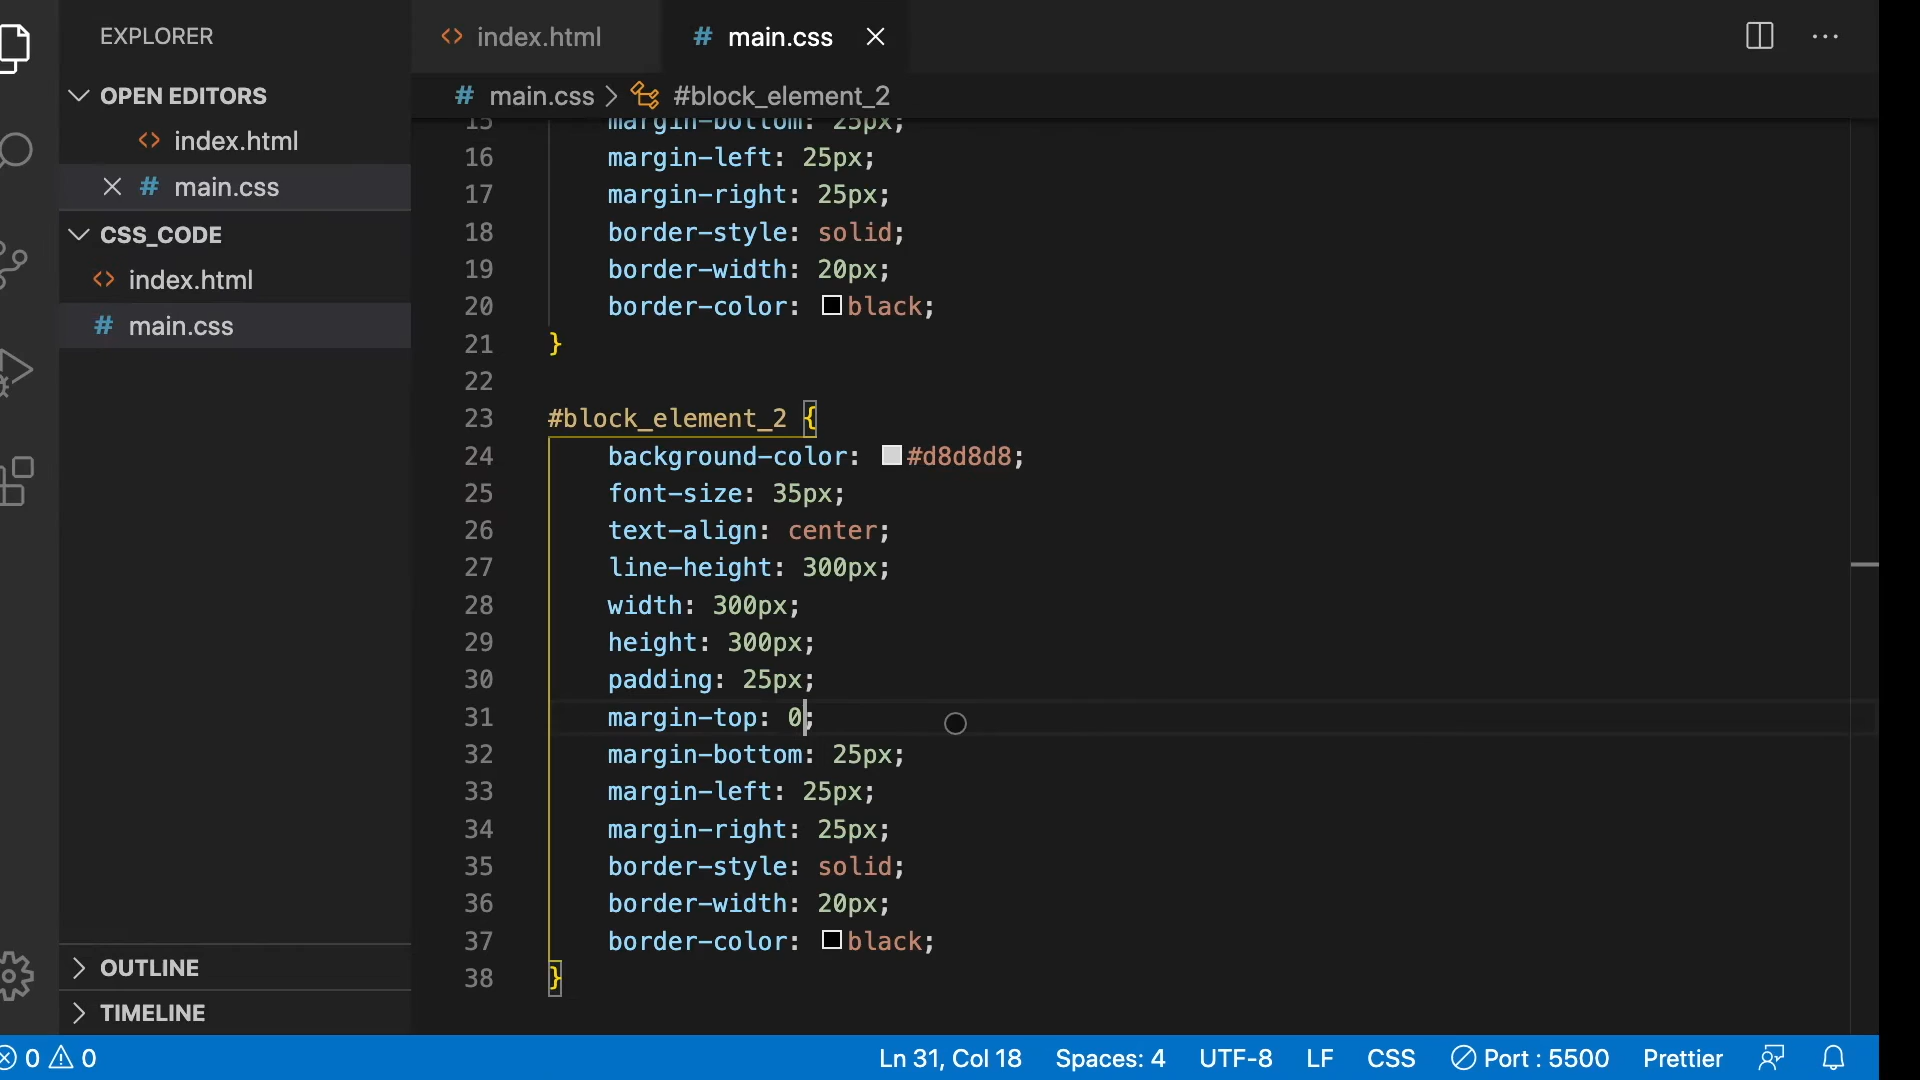 EXPLORER
index.html
main.css
OPEN EDITORS
index.html
main.css
CSS_CODE
index.html
main.css
OUTLINE
TIMELINE
main.css > #block_element_2
15 margin-bottom: 25px;
16 margin-left: 25px;
17 margin-right: 25px;
18 border-style: solid;
19 border-width: 20px;
20 border-color: black;
21 }
22
23 #block_element_2 {
24 background-color: #d8d8d8;
25 font-size: 35px;
26 text-align: center;
27 line-height: 300px;
28 width: 300px;
29 height: 300px;
30 padding: 25px;
31 margin-top: 0;
32 margin-bottom: 25px;
33 margin-left: 25px;
34 margin-right: 25px;
35 border-style: solid;
36 border-width: 20px;
37 border-color: black;
38 }
0 0 Ln 31, Col 18 Spaces: 4 UTF-8 LF CSS Port : 5500 Prettier